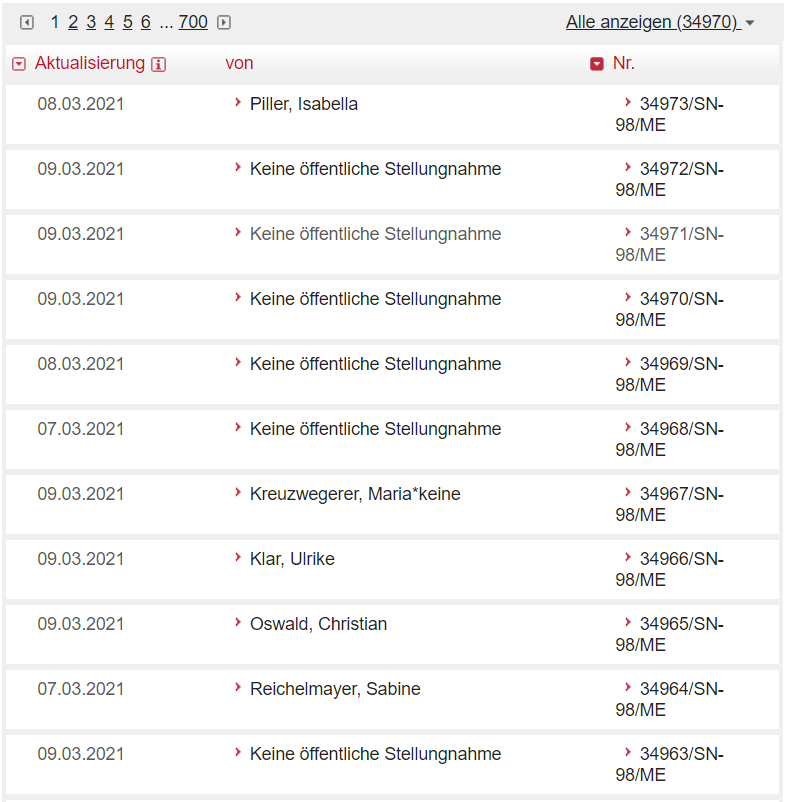 1 2 3 4 5 6 ... 700 Alle anzeigen (34970)
Aktualisierung von Nr.
08.03.2021 Piller, Isabella 34973/SN-
98/ME
09.03.2021 Keine öffentliche Stellungnahme 34972/SN-
98/ME
09.03.2021 Keine öffentliche Stellungnahme 34971/SN-
98/ME
09.03.2021 Keine öffentliche Stellungnahme 34970/SN-
98/ME
08.03.2021 Keine öffentliche Stellungnahme 34969/SN-
98/ME
07.03.2021 Keine öffentliche Stellungnahme 34968/SN-
98/ME
09.03.2021 Kreuzwegerer, Maria*keine 34967/SN-
98/ME
09.03.2021 Klar, Ulrike 34966/SN-
98/ME
09.03.2021 Oswald, Christian 34965/SN-
98/ME
07.03.2021 Reichelmayer, Sabine 34964/SN-
98/ME
09.03.2021 Keine öffentliche Stellungnahme 34963/SN-
98/ME